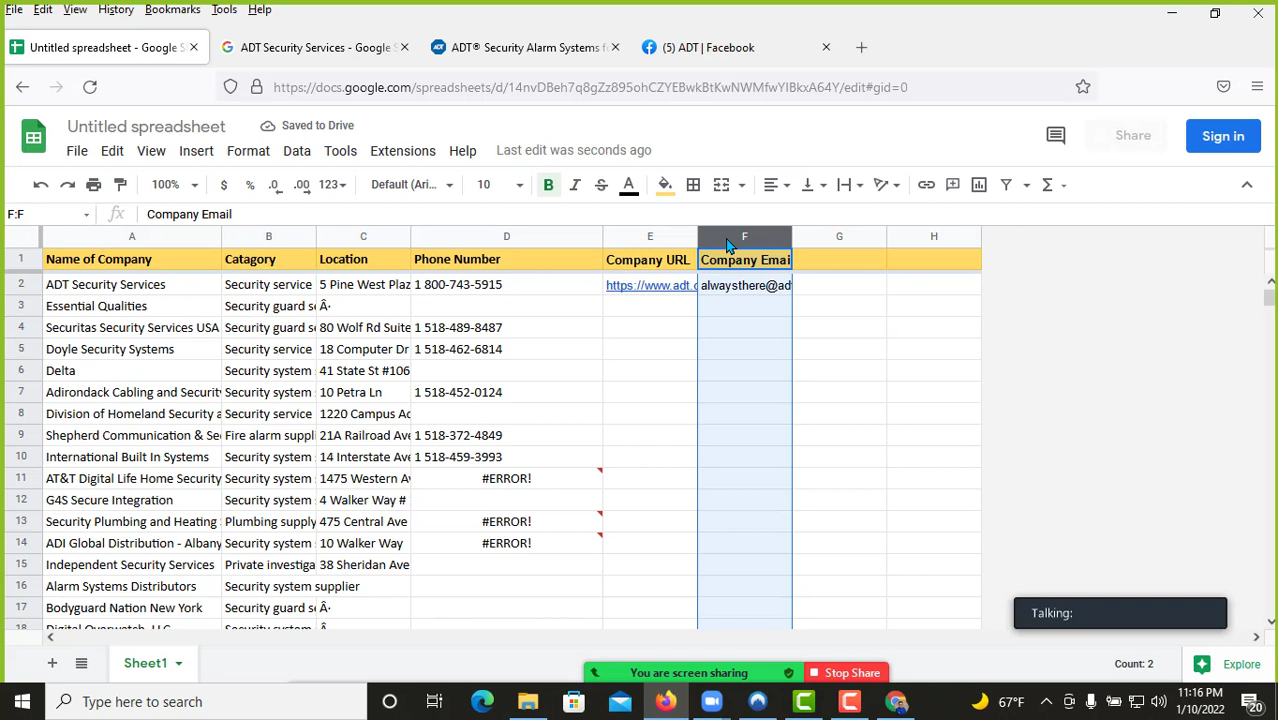 File Edit View History Bookmarks Tools Help
Untitled spreadsheet - Google S
ADT Security Services - Google S
ADT® Security Alarm Systems fo
(5) ADT | Facebook
https://docs.google.com/spreadsheets/d/14nvDBeh7q8gZz895ohCZYEBwkBtKwNWMfwYIBkxA64Y/edit#gid=0
Untitled spreadsheet Saved to Drive
Share Sign in
File Edit View Insert Format Data Tools Extensions Help Last edit was seconds ago
100% $ % .0 .00 123 Default (Ari... 10 B I S A
F:F fx Company Email
A B C D E F G H
1 Name of Company Catagory Location Phone Number Company URL Company Emai
2 ADT Security Services Security service 5 Pine West Plaz 1 800-743-5915 https://www.adt.c alwaysthere@ad
3 Essential Qualities Security guard se Â·
4 Securitas Security Services USA Security guard s 80 Wolf Rd Suite 1 518-489-8487
5 Doyle Security Systems Security service 18 Computer Dr 1 518-462-6814
6 Delta Security system 41 State St #106
7 Adirondack Cabling and Securit Security system 10 Petra Ln 1 518-452-0124
8 Division of Homeland Security a Security service 1220 Campus Ac
9 Shepherd Communication & Se Fire alarm suppli 21A Railroad Ave 1 518-372-4849
10 International Built In Systems Security system 14 Interstate Ave 1 518-459-3993
11 AT&T Digital Life Home Security Security system 1475 Western Av #ERROR!
12 G4S Secure Integration Security system 4 Walker Way #
13 Security Plumbing and Heating Plumbing supply 475 Central Ave #ERROR!
14 ADI Global Distribution - Albany Security system 10 Walker Way #ERROR!
15 Independent Security Services Private investiga 38 Sheridan Ave
16 Alarm Systems Distributors Security system supplier
17 Bodyguard Nation New York Security guard se Â·
18 Digital Overwatch, LLC Security system Â
Talking:
Sheet1 Count: 2 Explore
You are screen sharing Stop Share
Type here to search 67°F 11:16 PM
1/10/2022 20